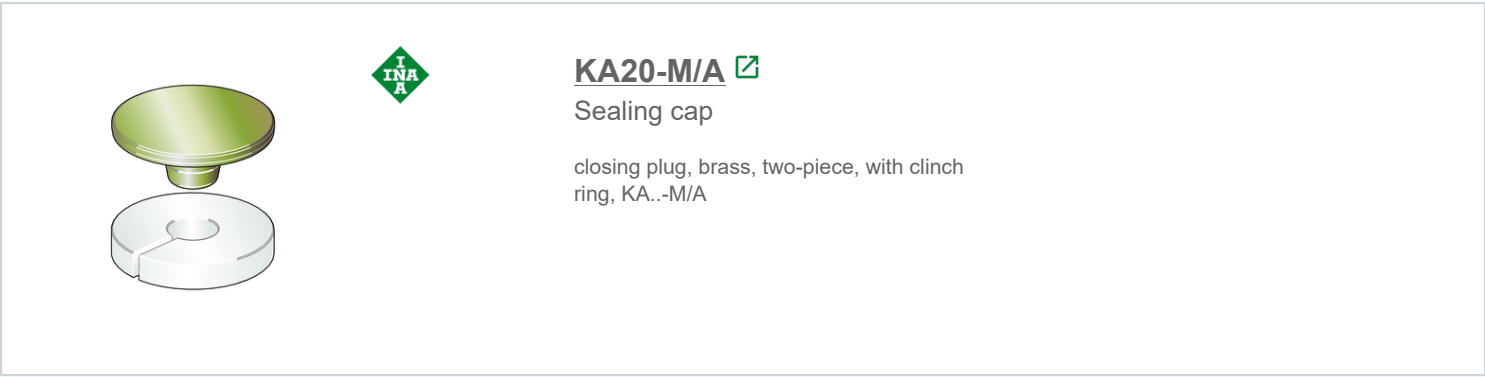 I
INA
A
KA20-M/A
Sealing cap
closing plug, brass, two-piece, with clinch
ring, KA..-M/A